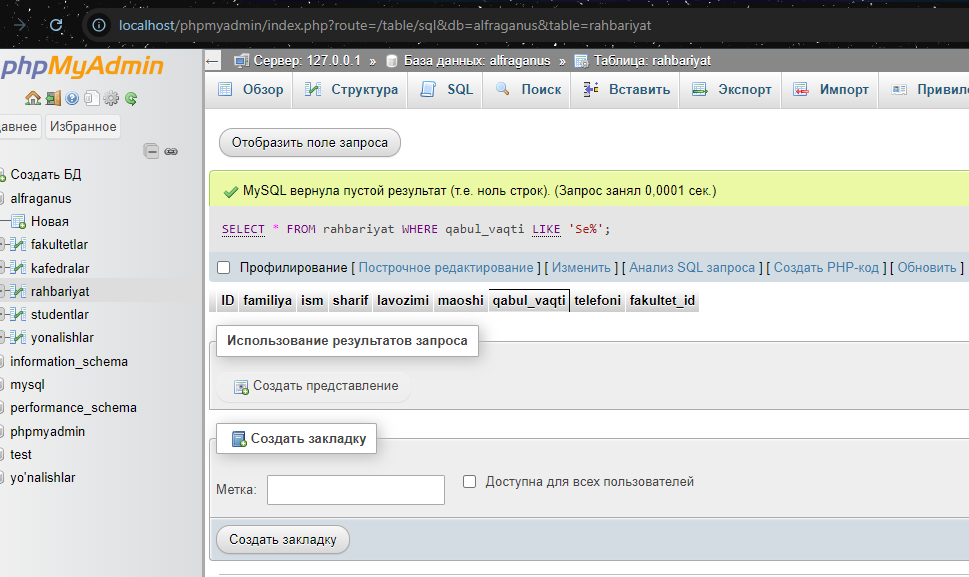 localhost/phpmyadmin/index.php?route=/table/sql&db=alfraganus&table=rahbariyat
phpMyAdmin
Избранное
Создать БД
alfraganus
Новая
fakultetlar
kafedralar
rahbariyat
studentlar
yonalishlar
information_schema
mysql
performance_schema
phpmyadmin
test
yo'nalishlar
Сервер: 127.0.0.1 » База данных: alfraganus » Таблица: rahbariyat
Обзор Структура SQL Поиск Вставить Экспорт Импорт
Отобразить поле запроса
MySQL вернула пустой результат (т.е. ноль строк). (Запрос занял 0,0001 сек.)
SELECT * FROM rahbariyat WHERE qabul_vaqti LIKE 'Se%';
Профилирование [ Построчное редактирование ] [ Изменить ] [ Анализ SQL запроса ] [ Создать PHP-код ] [ Обновить ]
ID familiya ism sharif lavozimi maoshi qabul_vaqti telefoni fakultet_id
Использование результатов запроса
Создать представление
Создать закладку
Метка:
Доступна для всех пользователей
Создать закладку